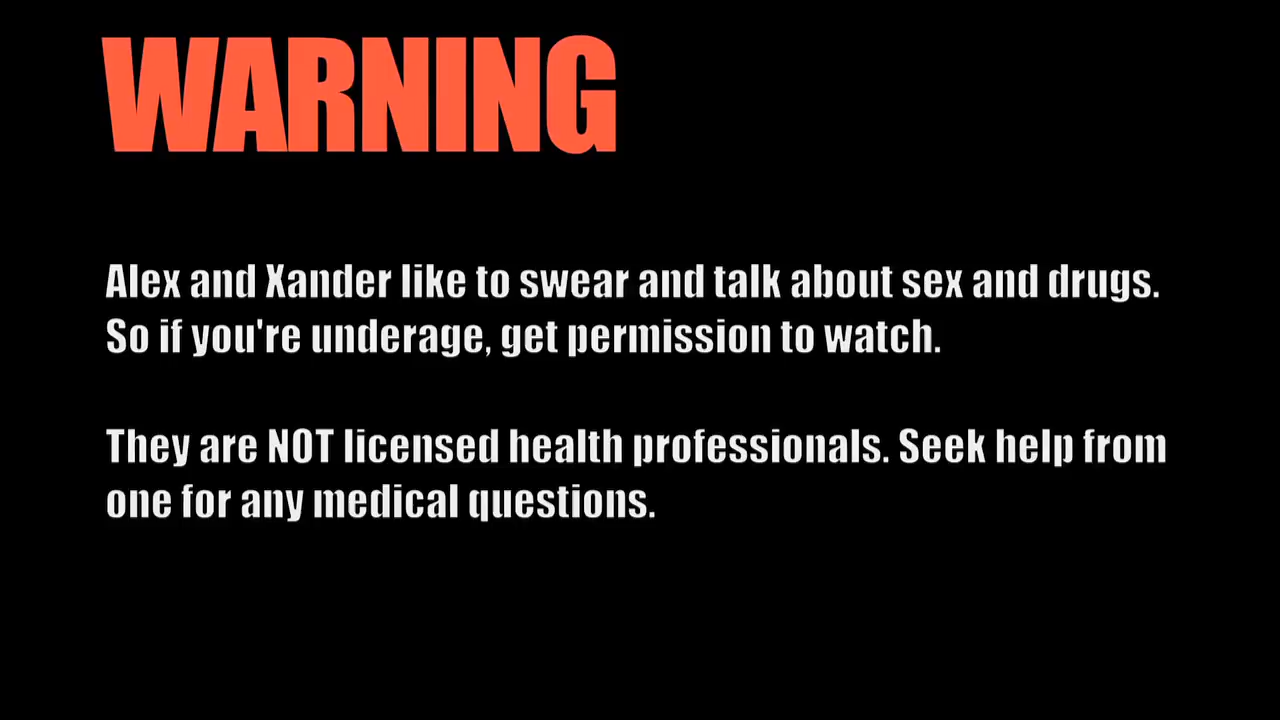 WARNING
Alex and Xander like to swear and talk about sex and drugs.
So if you're underage, get permission to watch.
They are NOT licensed health professionals. Seek help from
one for any medical questions.